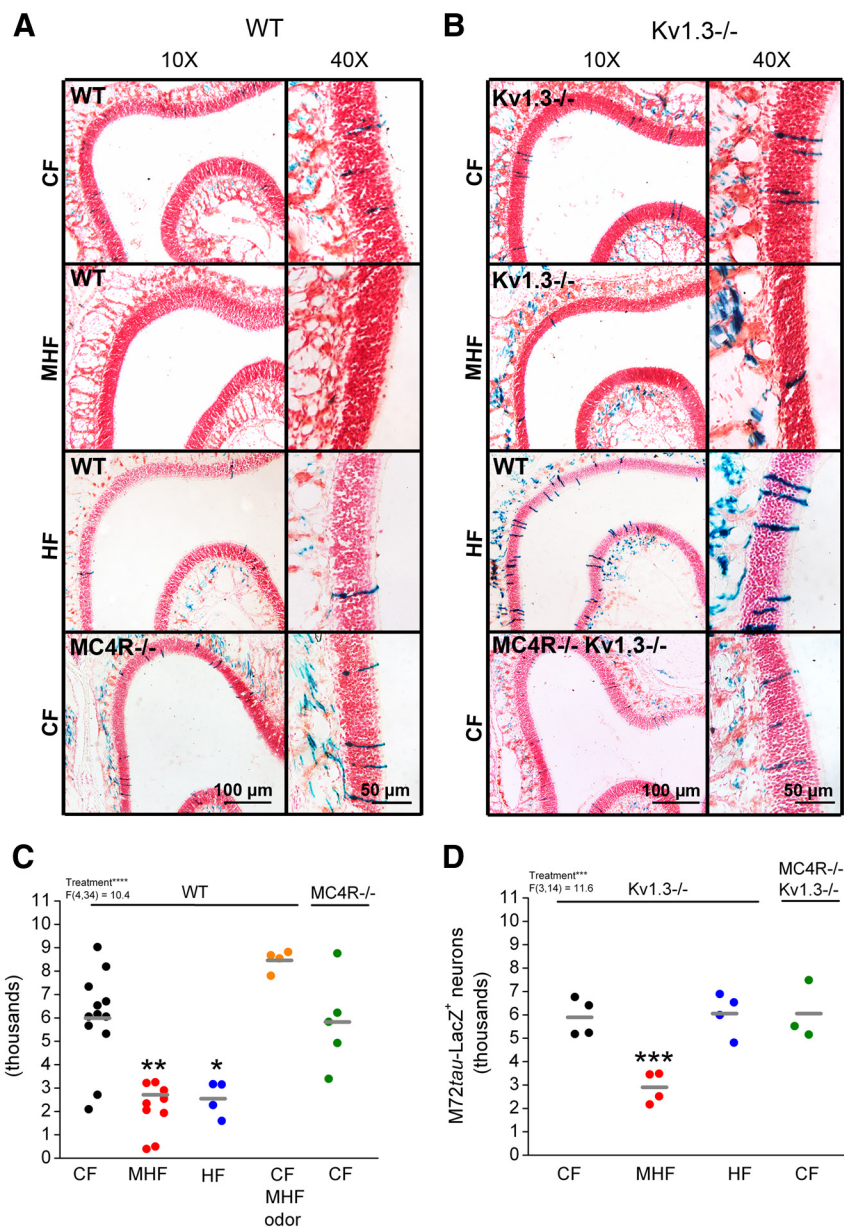 A WT
10X 40X
WT
CF
WT
MHF
WT
HF
MC4R-/-
CF
100 µm 50 µm
B Kv1.3-/-
10X 40X
Kv1.3-/-
CF
Kv1.3-/-
MHF
WT
HF
MC4R-/- Kv1.3-/-
CF
100 µm 50 µm
C
Treatment****
F(4,34) = 10.4
WT MC4R-/-
(thousands)
11
10
9
8
7
6
5
4
3
2
1
0
**
*
CF MHF HF CF CF
MHF
odor
D
Treatment***
F(3,14) = 11.6
Kv1.3-/-
MC4R-/-
Kv1.3-/-
M72tau-LacZ+ neurons
(thousands)
11
10
9
8
7
6
5
4
3
2
1
0
***
CF MHF HF CF